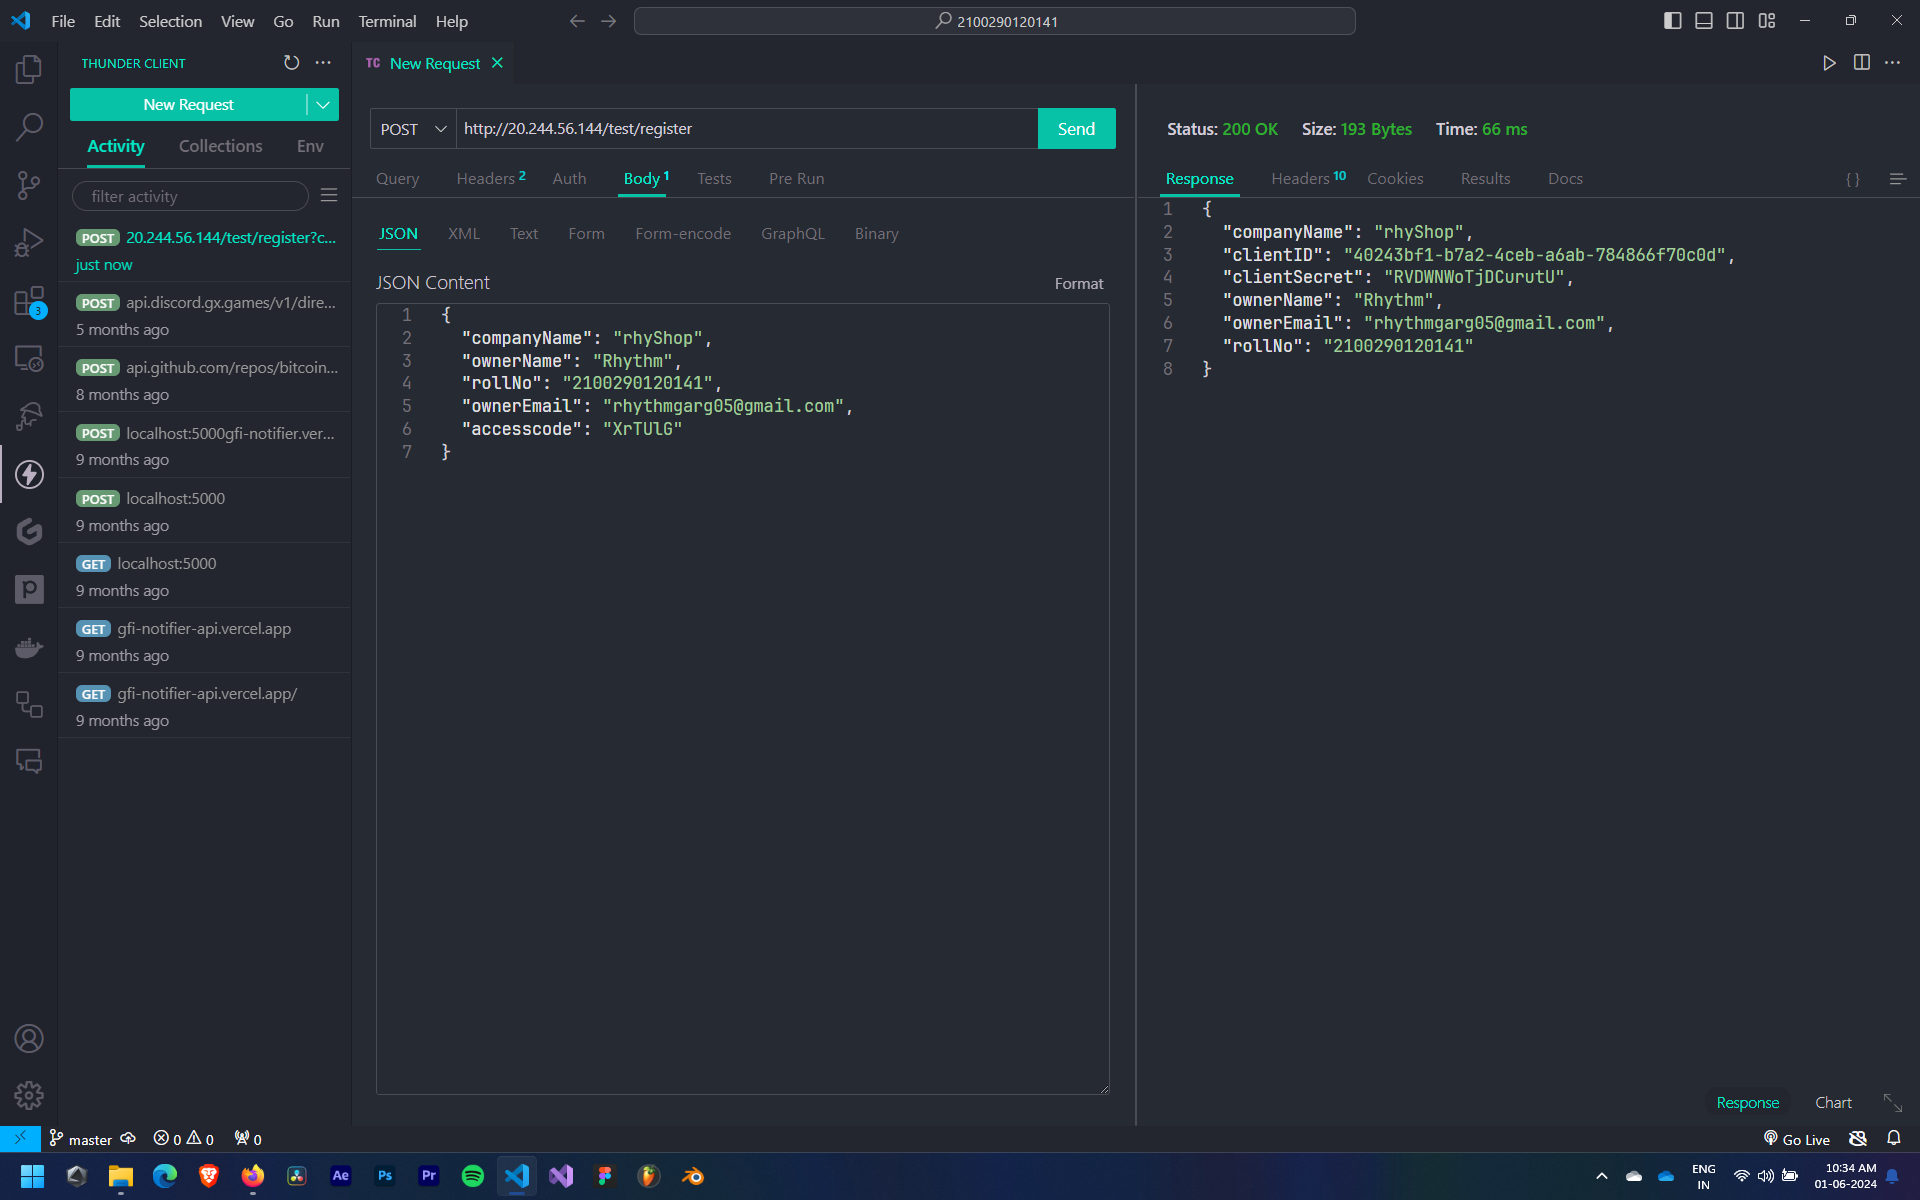 File Edit Selection View Go Run Terminal Help
2100290120141
THUNDER CLIENT
New Request
Activity Collections Env
filter activity
POST 20.244.56.144/test/register?c...
just now
POST api.discord.gx.games/v1/dire...
5 months ago
POST api.github.com/repos/bitcoin...
8 months ago
POST localhost:5000gfi-notifier.ver...
9 months ago
POST localhost:5000
9 months ago
GET localhost:5000
9 months ago
GET gfi-notifier-api.vercel.app
9 months ago
GET gfi-notifier-api.vercel.app/
9 months ago
3
TC New Request
POST http://20.244.56.144/test/register Send
Query Headers 2 Auth Body 1 Tests Pre Run
JSON XML Text Form Form-encode GraphQL Binary
JSON Content Format
1 {
2 "companyName": "rhyShop",
3 "ownerName": "Rhythm",
4 "rollNo": "2100290120141",
5 "ownerEmail": "rhythmgarg05@gmail.com",
6 "accesscode": "XrTUlG"
7 }
Status: 200 OK Size: 193 Bytes Time: 66 ms
Response Headers 10 Cookies Results Docs { }
1 {
2 "companyName": "rhyShop",
3 "clientID": "40243bf1-b7a2-4ceb-a6ab-784866f70c0d",
4 "clientSecret": "RVDWNWoTjDCurutU",
5 "ownerName": "Rhythm",
6 "ownerEmail": "rhythmgarg05@gmail.com",
7 "rollNo": "2100290120141"
8 }
Response Chart
master 0 0 0
Go Live
Ae Ps Pr
ENG
IN
10:34 AM
01-06-2024